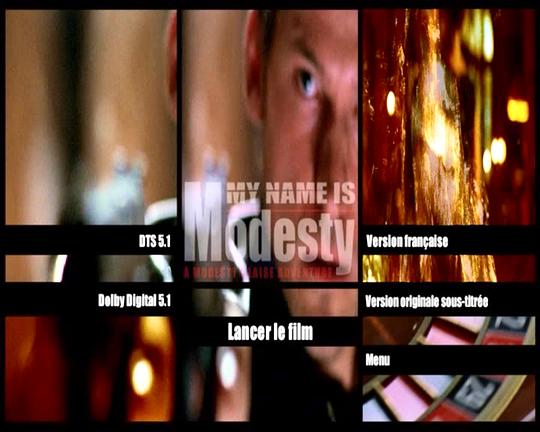 MY NAME IS
Modesty
A MODESTY BLAISE ADVENTURE
DTS 5.1
Version française
Dolby Digital 5.1
Version originale sous-titrée
Lancer le film
Menu